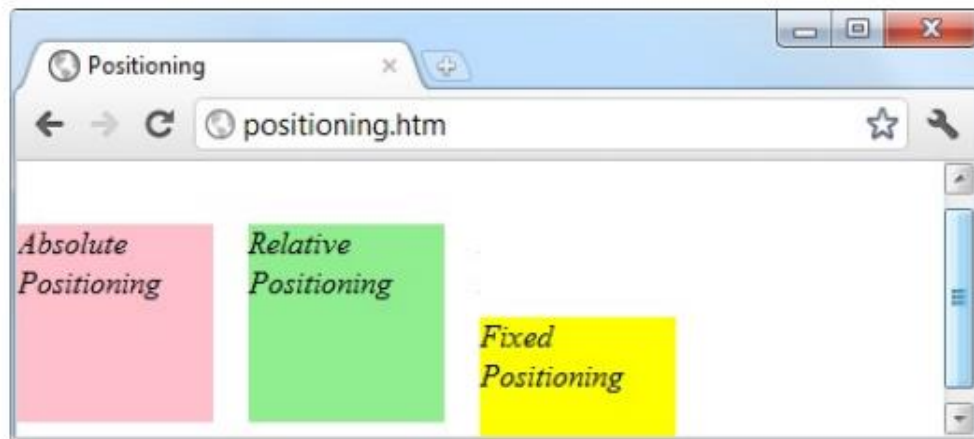 Positioning
positioning.htm
Absolute
Positioning
Relative
Positioning
Fixed
Positioning